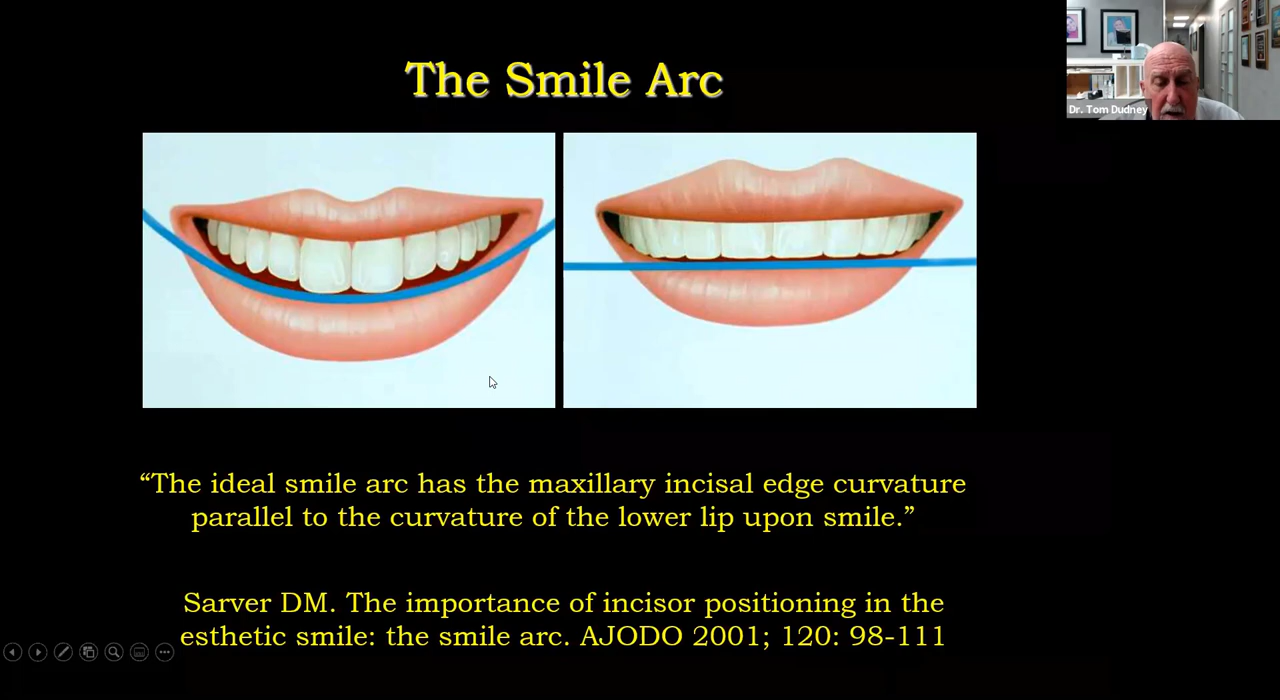 The Smile Arc
Dr. Tom Dudney
“The ideal smile arc has the maxillary incisal edge curvature
parallel to the curvature of the lower lip upon smile.”
Sarver DM. The importance of incisor positioning in the
esthetic smile: the smile arc. AJODO 2001; 120: 98-111